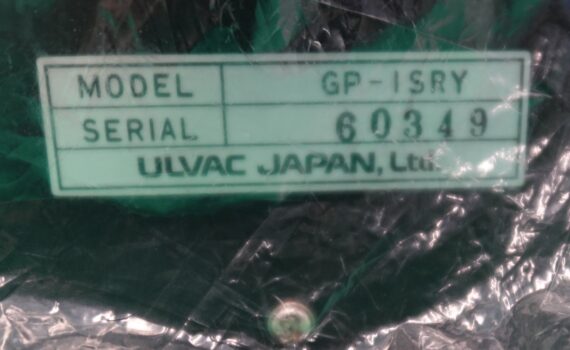 MODEL GP-1SRY
SERIAL 60349
ULVAC JAPAN, Ltd.